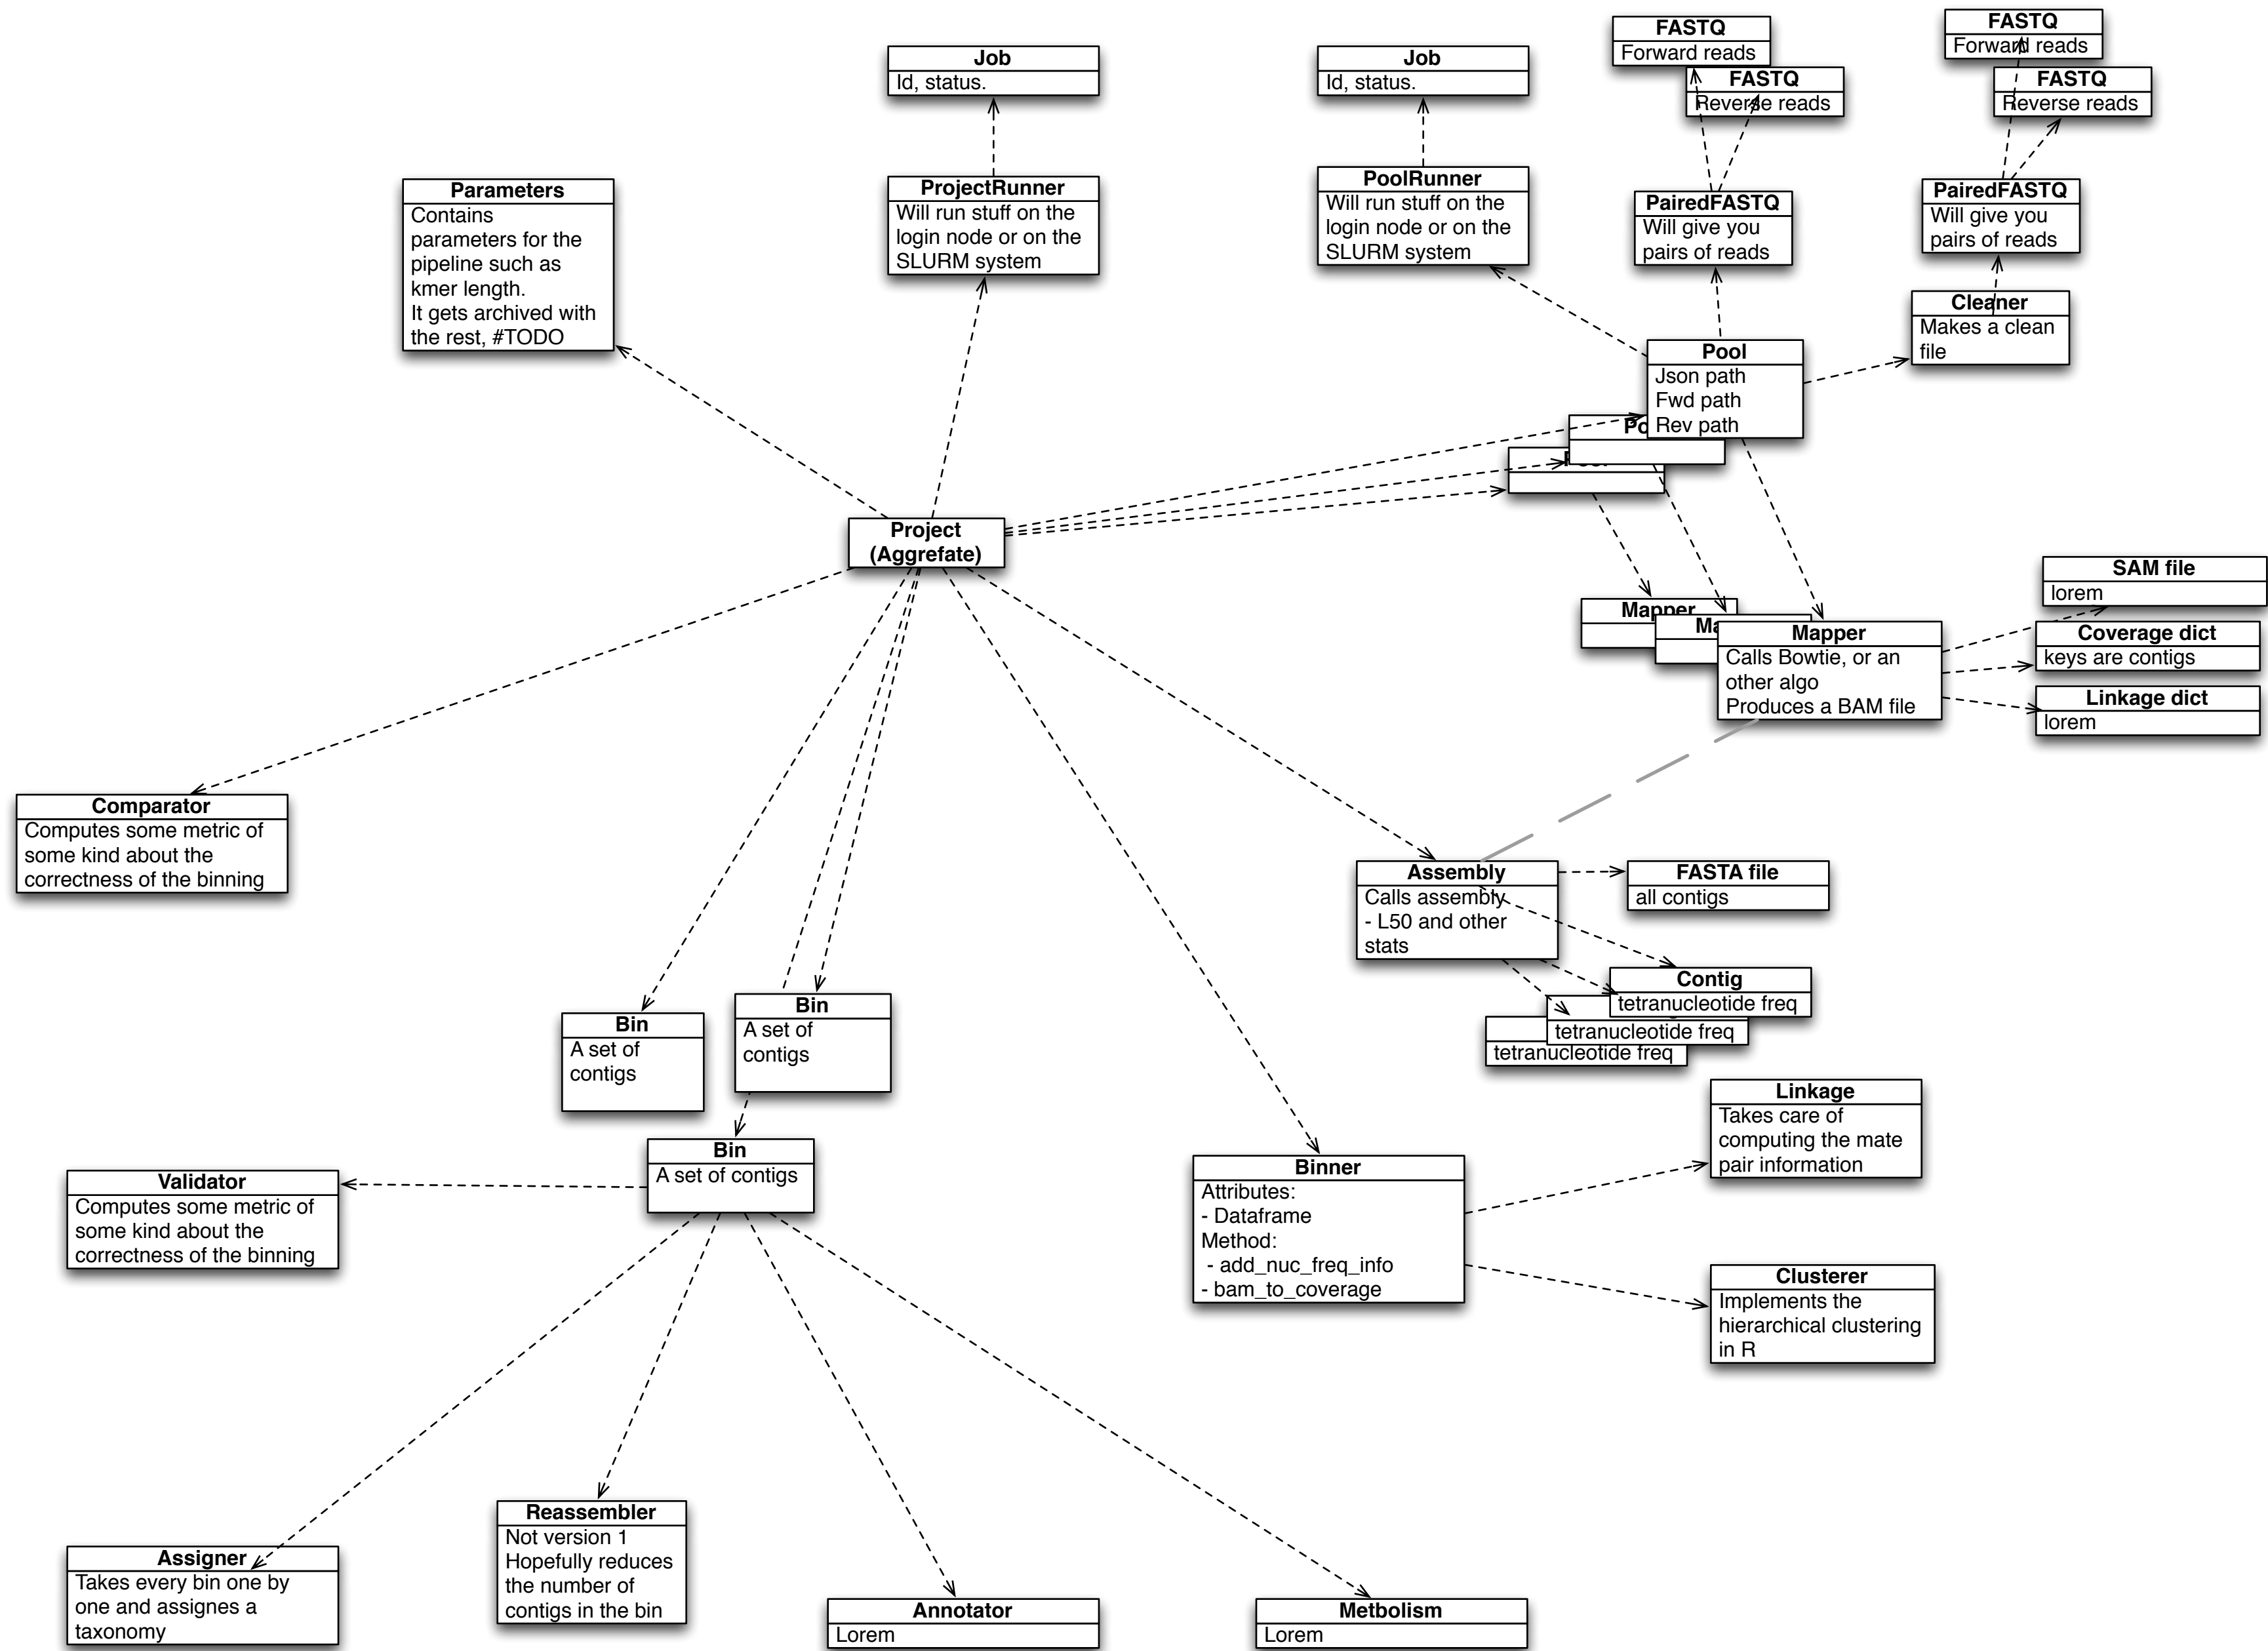 FASTQ
Forward reads
FASTQ
Reverse reads
FASTQ
Forward reads
FASTQ
Reverse reads
Job
Id, status.
Job
Id, status.
Parameters
Contains
parameters for the
pipeline such as
kmer length.
It gets archived with
the rest, #TODO
ProjectRunner
Will run stuff on the
login node or on the
SLURM system
PoolRunner
Will run stuff on the
login node or on the
SLURM system
PairedFASTQ
Will give you
pairs of reads
PairedFASTQ
Will give you
pairs of reads
Cleaner
Makes a clean
file
Pool
Json path
Fwd path
Rev path
Project
(Aggrefate)
Mapper
Mapper
Calls Bowtie, or an
other algo
Produces a BAM file
SAM file
lorem
Coverage dict
keys are contigs
Linkage dict
lorem
Comparator
Computes some metric of
some kind about the
correctness of the binning
Assembly
Calls assembly
- L50 and other
stats
FASTA file
all contigs
Contig
tetranucleotide freq
tetranucleotide freq
tetranucleotide freq
Bin
A set of
contigs
Bin
A set of
contigs
Bin
A set of contigs
Validator
Computes some metric of
some kind about the
correctness of the binning
Binner
Attributes:
- Dataframe
Method:
- add_nuc_freq_info
- bam_to_coverage
Linkage
Takes care of
computing the mate
pair information
Clusterer
Implements the
hierarchical clustering
in R
Assigner
Takes every bin one by
one and assignes a
taxonomy
Reassembler
Not version 1
Hopefully reduces
the number of
contigs in the bin
Annotator
Lorem
Metbolism
Lorem